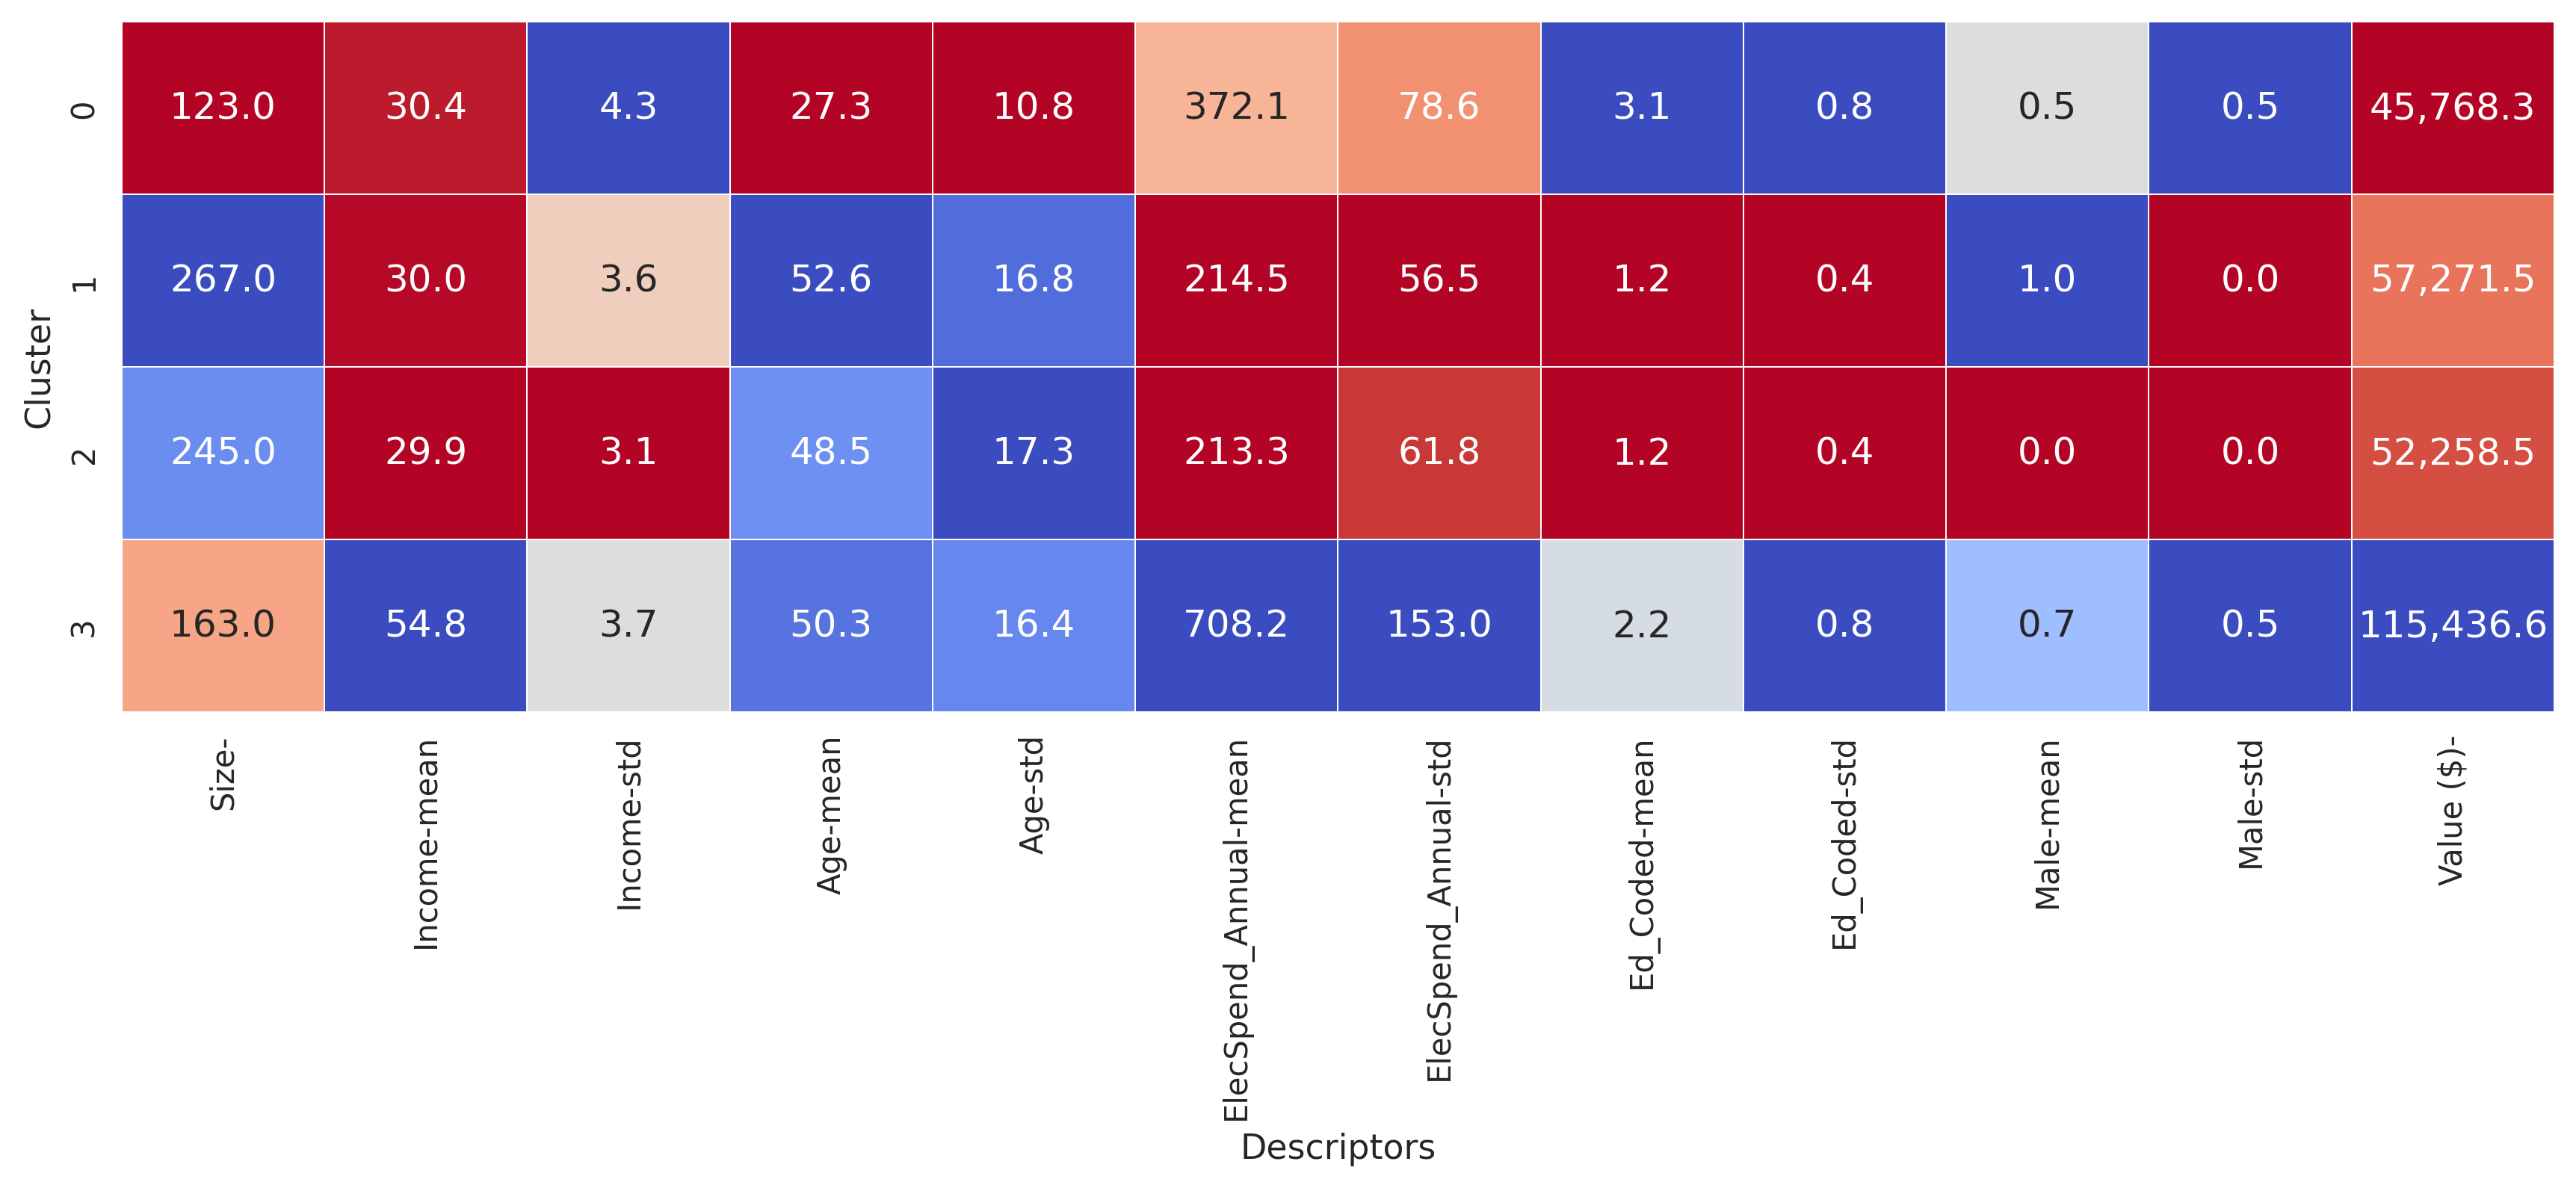 0 123.0 30.4 4.3 27.3 10.8 372.1 78.6 3.1 0.8 0.5 0.5 45,768.3
1 267.0 30.0 3.6 52.6 16.8 214.5 56.5 1.2 0.4 1.0 0.0 57,271.5
2 245.0 29.9 3.1 48.5 17.3 213.3 61.8 1.2 0.4 0.0 0.0 52,258.5
3 163.0 54.8 3.7 50.3 16.4 708.2 153.0 2.2 0.8 0.7 0.5 115,436.6
Cluster
Size-
Income-mean
Income-std
Age-mean
Age-std
ElecSpend_Annual-mean
ElecSpend_Annual-std
Ed_Coded-mean
Ed_Coded-std
Male-mean
Male-std
Value ($)-
Descriptors